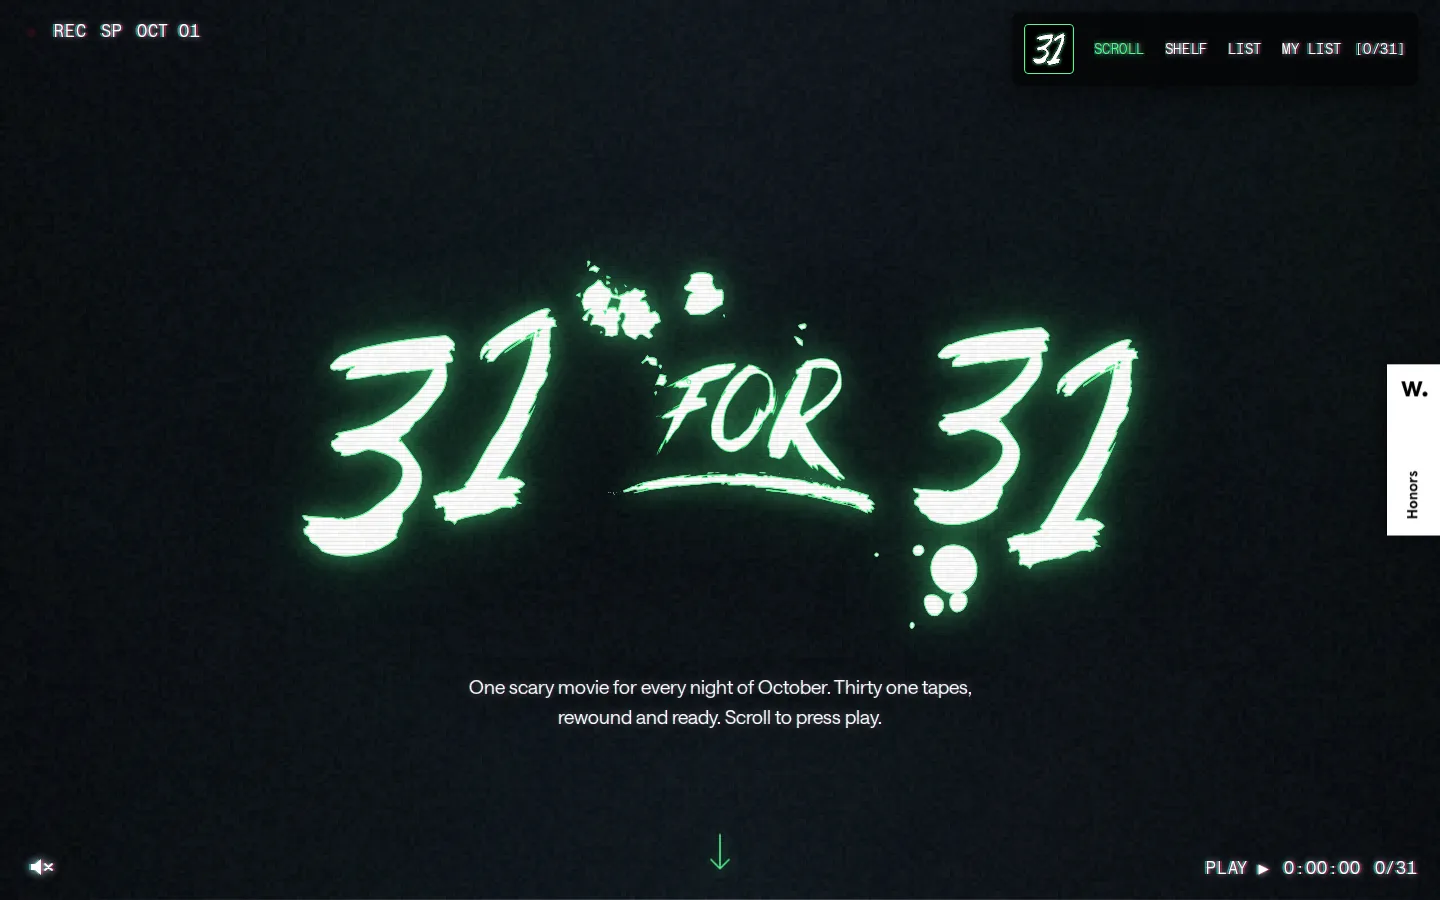 REC SP OCT 01
31 SCROLL SHELF LIST MY LIST [0/31]
31 FOR 31
W.
Honors
One scary movie for every night of October. Thirty one tapes,
rewound and ready. Scroll to press play.
PLAY ▶ 0:00:00 0/31